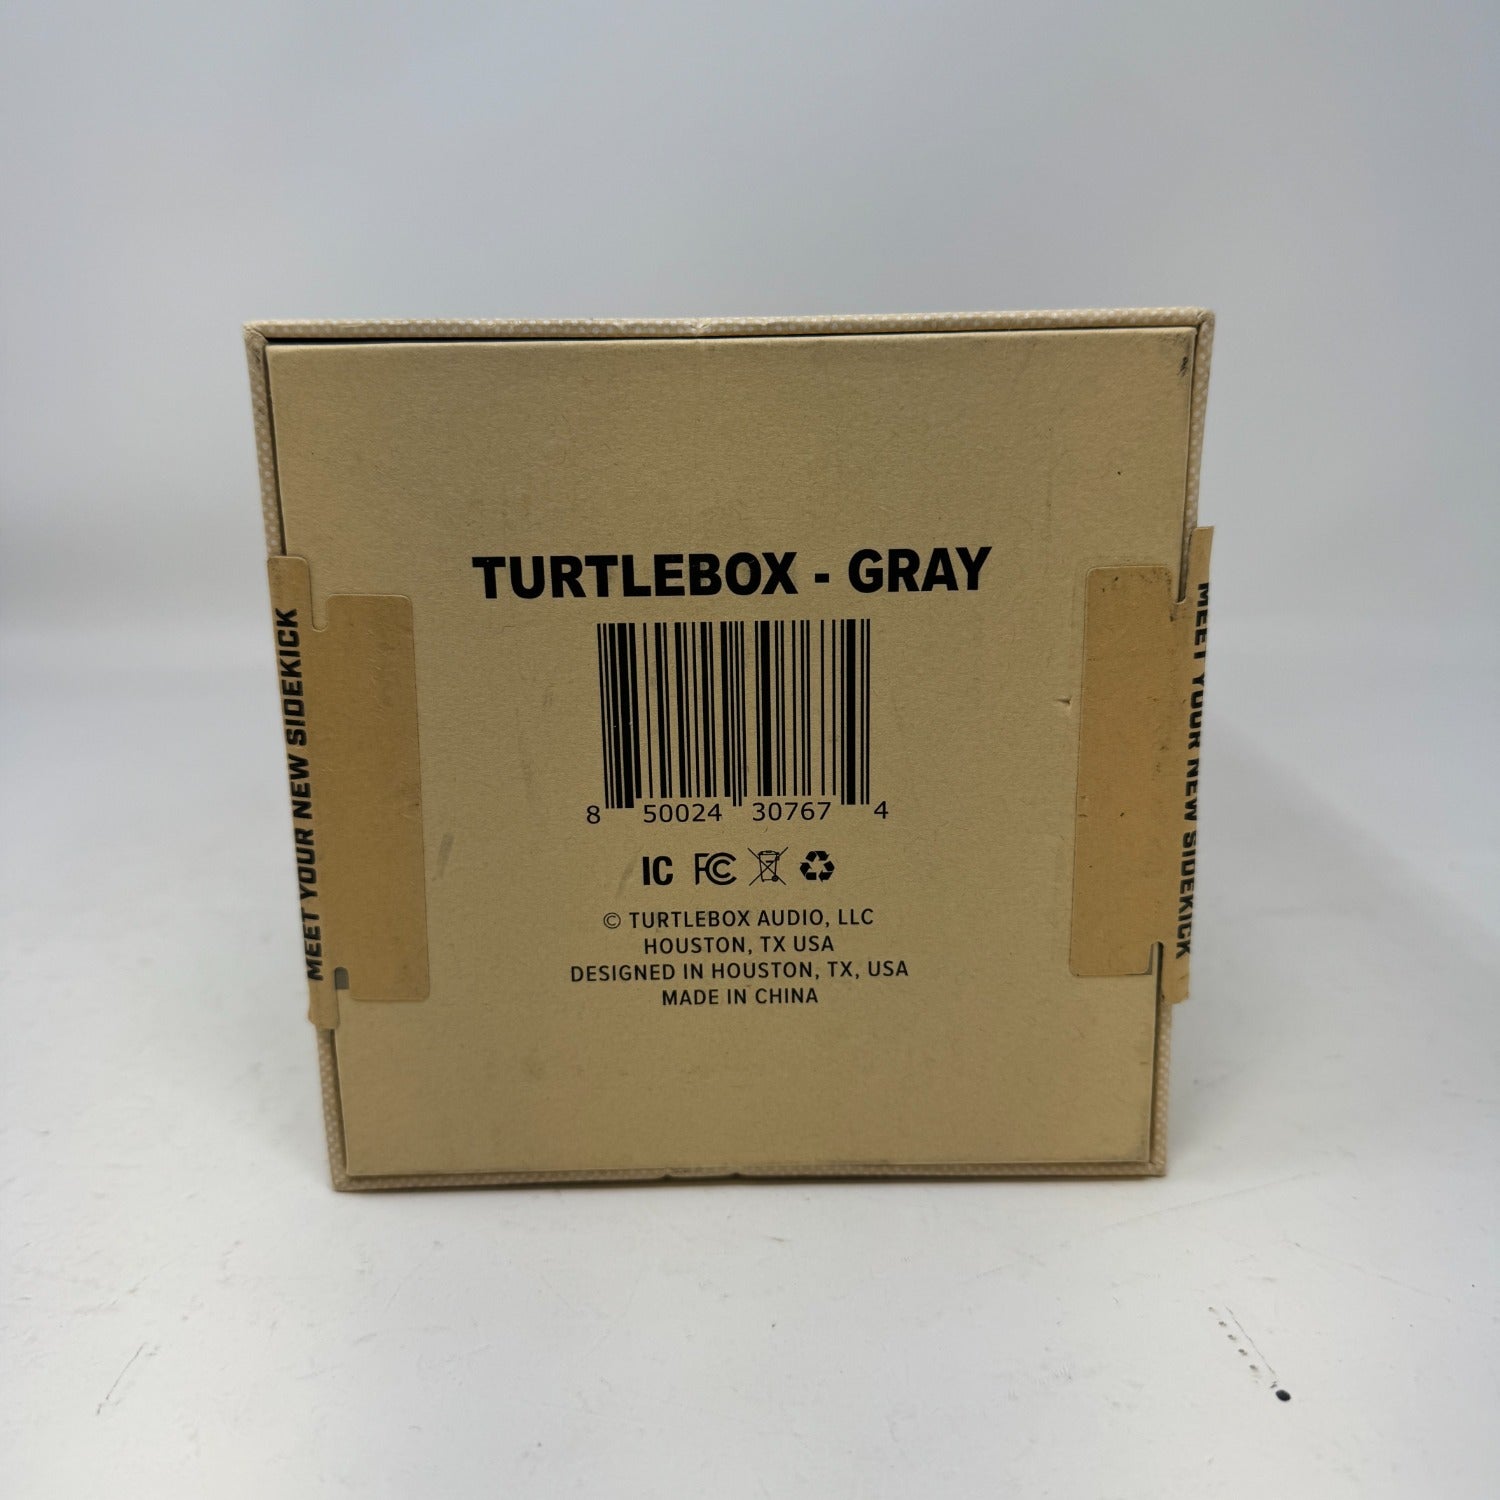 TURTLEBOX - GRAY
8 50024 30767 4
IC FC
© TURTLEBOX AUDIO, LLC
HOUSTON, TX USA
DESIGNED IN HOUSTON, TX, USA
MADE IN CHINA
MEET YOUR NEW SIDEKICK
MEET YOUR NEW SIDEKICK